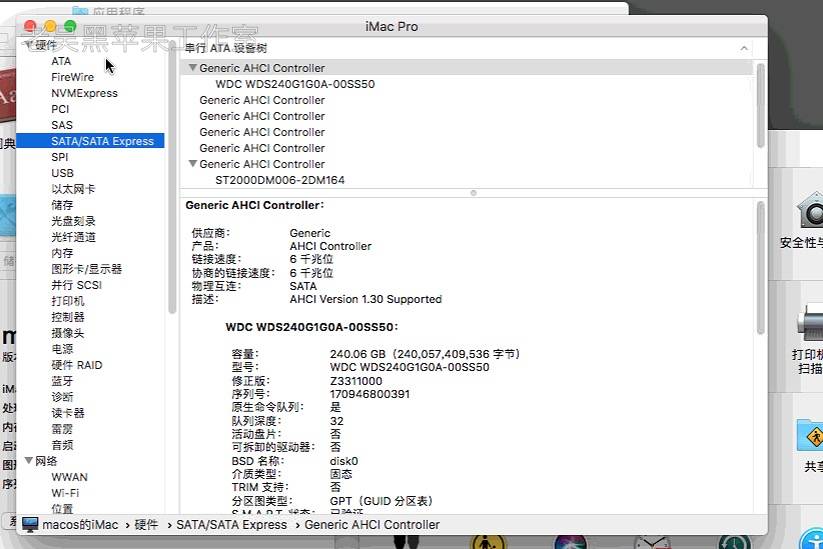 应用程序
老吴黑苹果工作室
iMac Pro
硬件
ATA
FireWire
NVMExpress
PCI
SAS
SATA/SATA Express
SPI
USB
以太网卡
储存
光盘刻录
光纤通道
内存
图形卡/显示器
并行 SCSI
打印机
控制器
摄像头
电源
硬件 RAID
蓝牙
诊断
读卡器
雷雳
音频
网络
WWAN
Wi-Fi
位置
串行 ATA 设备树
Generic AHCI Controller
WDC WDS240G1G0A-00SS50
Generic AHCI Controller
Generic AHCI Controller
Generic AHCI Controller
Generic AHCI Controller
Generic AHCI Controller
ST2000DM006-2DM164
Generic AHCI Controller:
供应商: Generic
产品: AHCI Controller
链接速度: 6 千兆位
协商的链接速度: 6 千兆位
物理互连: SATA
描述: AHCI Version 1.30 Supported
WDC WDS240G1G0A-00SS50:
容量: 240.06 GB（240,057,409,536 字节）
型号: WDC WDS240G1G0A-00SS50
修正版: Z3311000
序列号: 170946800391
原生命令队列: 是
队列深度: 32
活动盘片: 否
可拆卸的驱动器: 否
BSD 名称: disk0
介质类型: 固态
TRIM 支持: 否
分区图类型: GPT（GUID 分区表）
S.M.A.R.T. 状态: 已验证
macos的iMac › 硬件 › SATA/SATA Express › Generic AHCI Controller
安全性与
打印机
扫描
共享